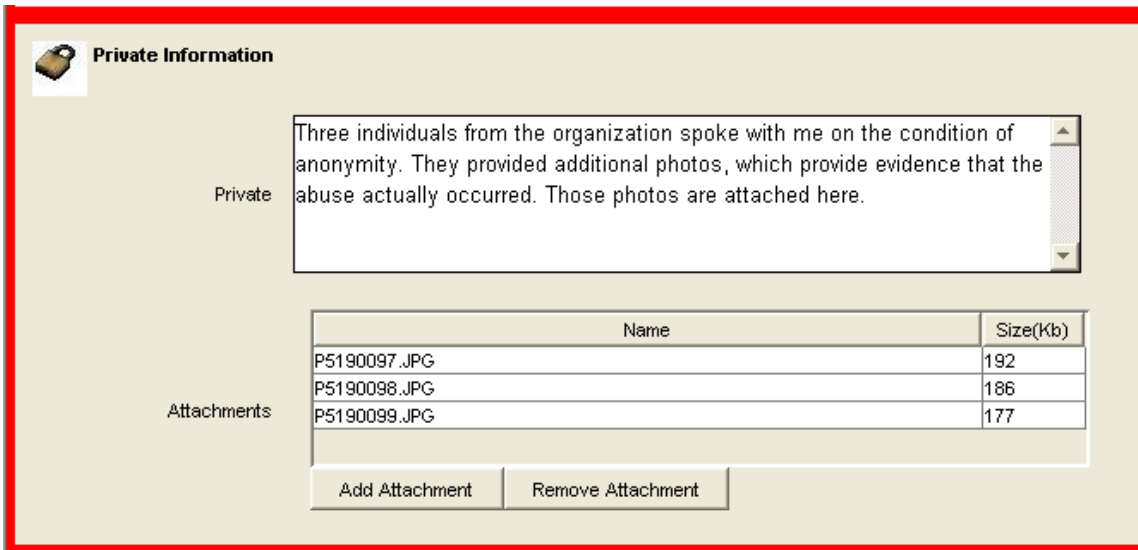 Private Information
Three individuals from the organization spoke with me on the condition of
anonymity. They provided additional photos, which provide evidence that the
Private
abuse actually occurred. Those photos are attached here.
Name Size(Kb)
P5190097.JPG 192
P5190098.JPG 186
Attachments
P5190099.JPG 177
Add Attachment Remove Attachment